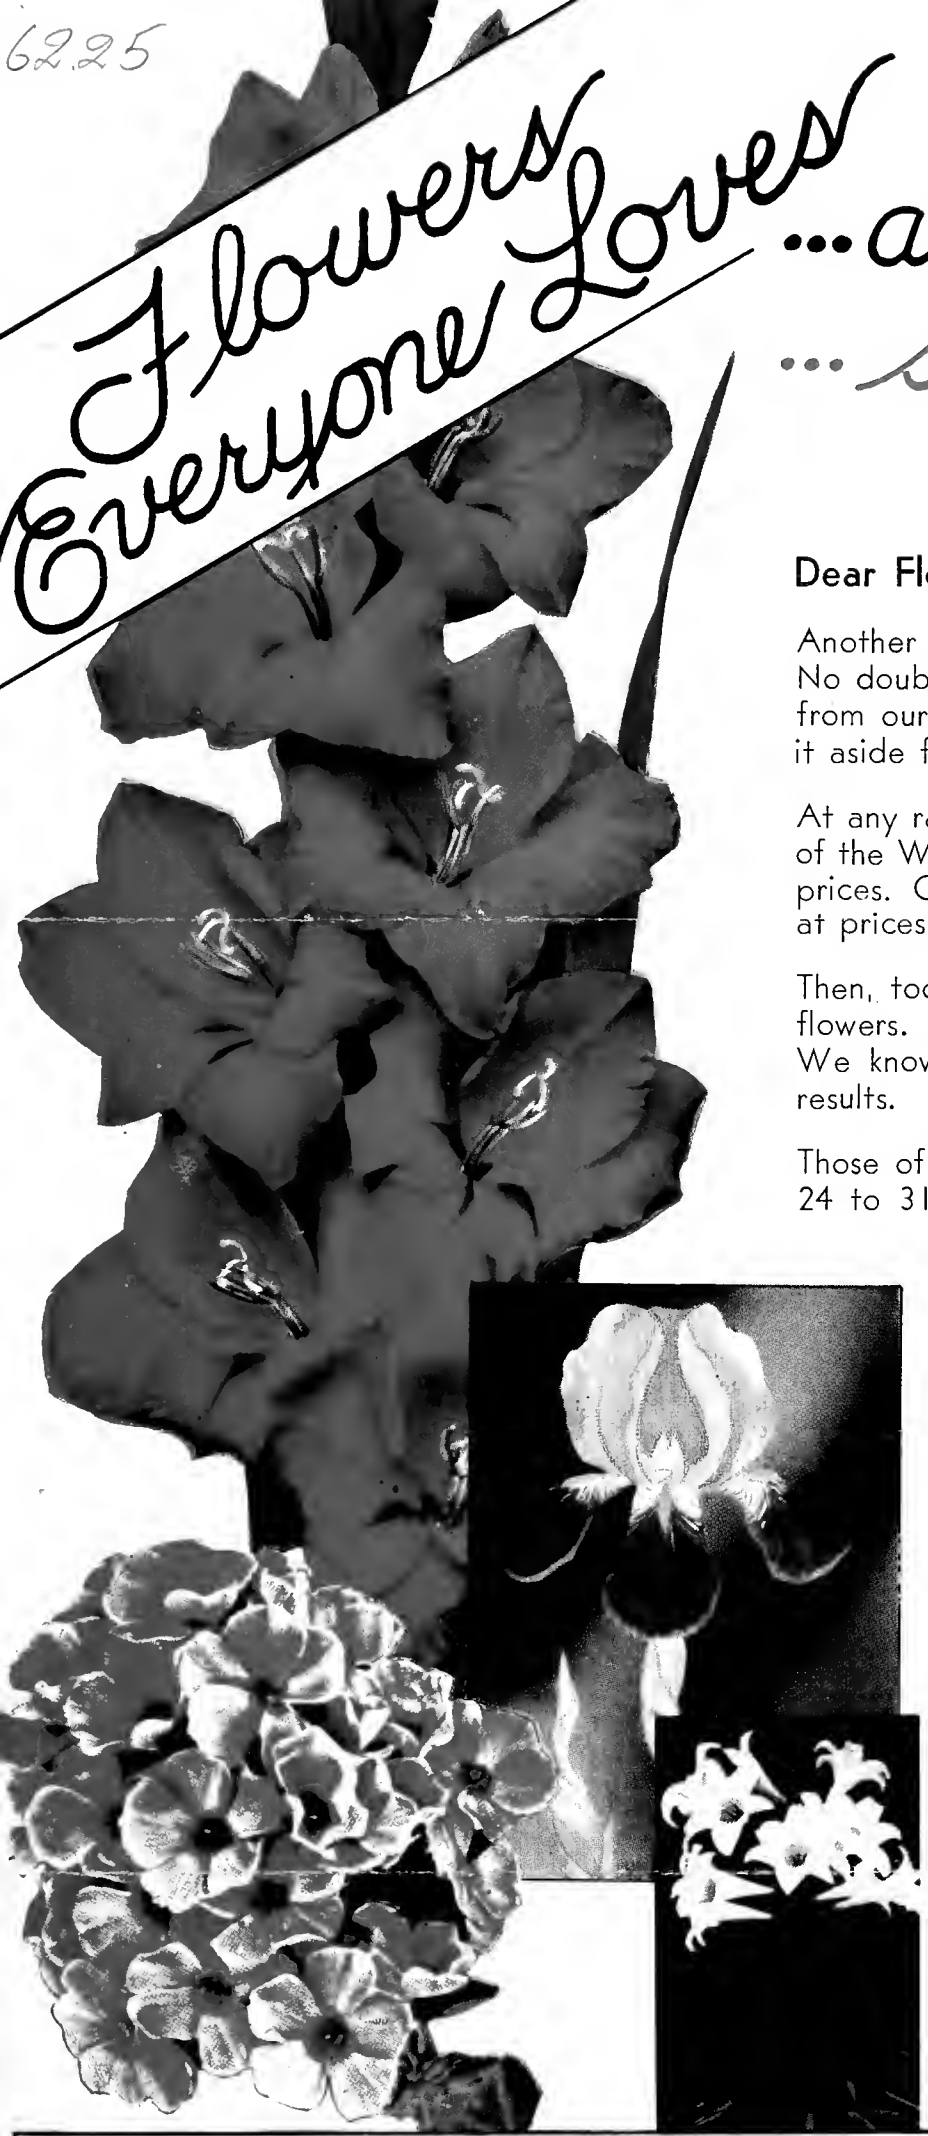 62.25
Flowers
Everyone Loves
...a
...s
Dear Fl
Another
No doub
from our
it aside f
At any ra
of the W
prices. C
at prices
Then, too
flowers.
We know
results.
Those of
24 to 31